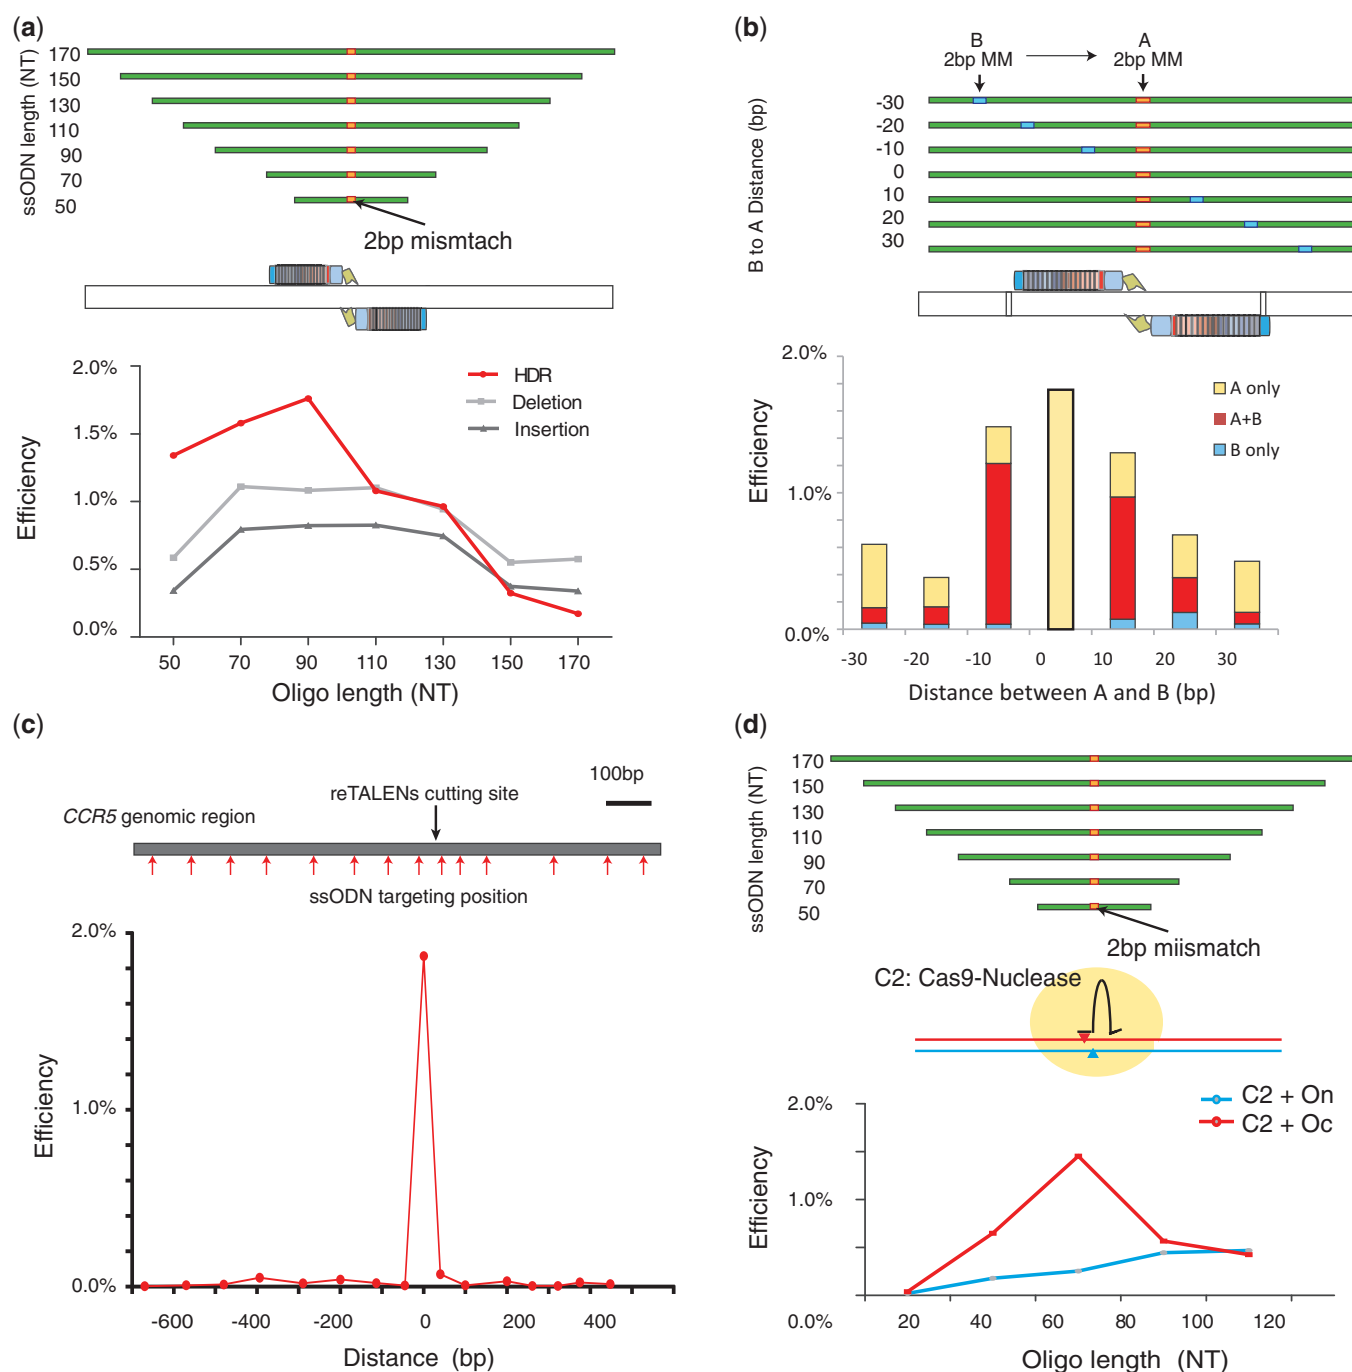 (a)
ssODN length (NT)
170
150
130
110
90
70
50
2bp mismtach
2.0%
1.5%
1.0%
0.5%
0.0%
Efficiency
HDR
Deletion
Insertion
50 70 90 110 130 150 170
Oligo length (NT)
(b)
B
2bp MM
A
2bp MM
B to A Distance (bp)
-30
-20
-10
0
10
20
30
2.0%
1.0%
0.0%
Efficiency
A only
A+B
B only
-30 -20 -10 0 10 20 30
Distance between A and B (bp)
(c)
100bp
reTALENs cutting site
CCR5 genomic region
ssODN targeting position
2.0%
1.0%
0.0%
Efficiency
-600 -400 -200 0 200 400
Distance (bp)
(d)
ssODN length (NT)
170
150
130
110
90
70
50
2bp miismatch
C2: Cas9-Nuclease
C2 + On
C2 + Oc
2.0%
1.0%
0.0%
Efficiency
20 40 60 80 100 120
Oligo length (NT)